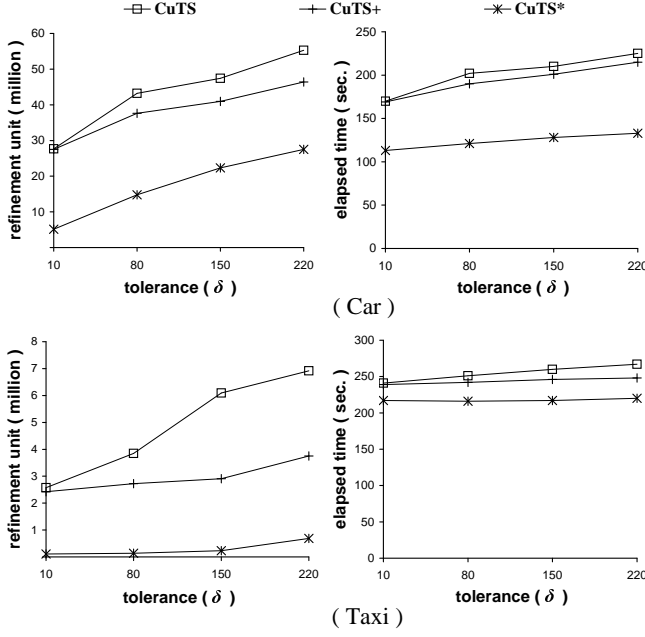 CuTS CuTS+ CuTS*
60
50
40
30
20
10
10 80 150 220
refinement unit ( million )
tolerance ( δ )
250
200
150
100
50
0
10 80 150 220
elapsed time ( sec. )
tolerance ( δ )
( Car )
8
7
6
5
4
3
2
1
10 80 150 220
refinement unit ( million )
tolerance ( δ )
300
250
200
150
100
50
0
10 80 150 220
elapsed time ( sec. )
tolerance ( δ )
( Taxi )